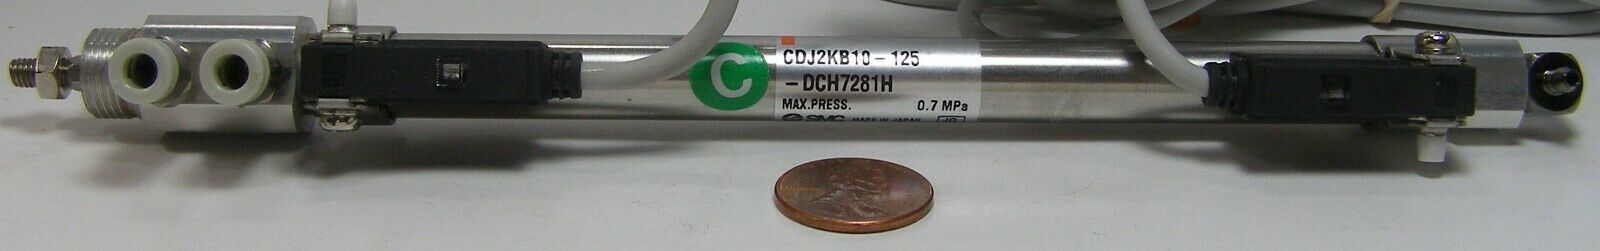 C
CDJ2KB10-125
-DCH7281H
MAX.PRESS. 0.7 MPa
SMC MADE IN JAPAN